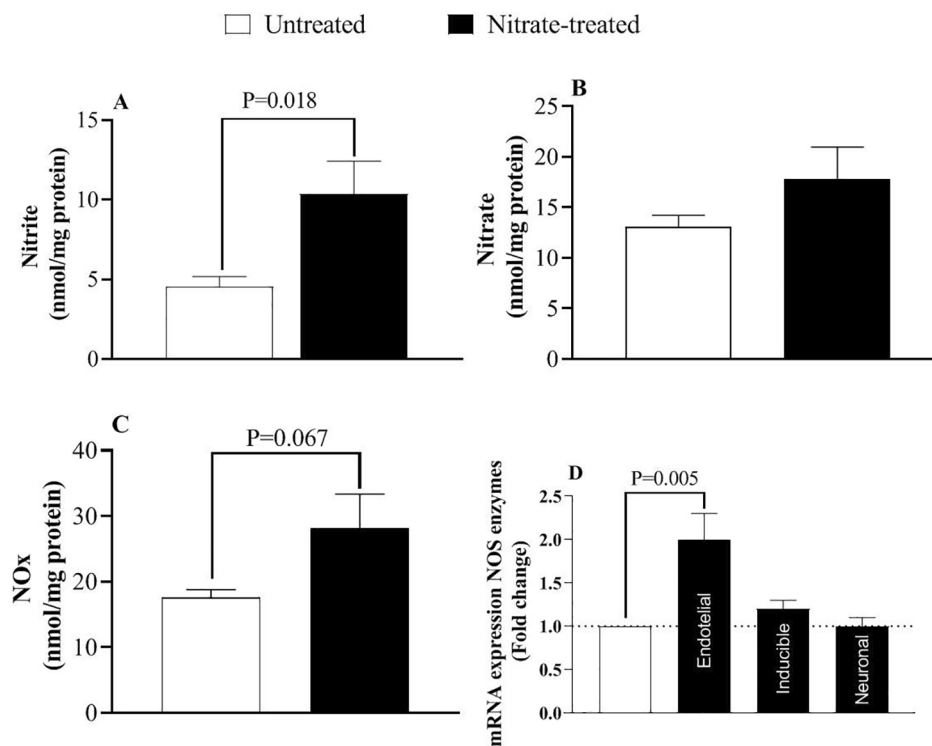 Untreated Nitrate-treated
A
P=0.018
Nitrite
(nmol/mg protein)
15
10
5
0
B
Nitrate
(nmol/mg protein)
25
20
15
10
5
0
C
P=0.067
NOx
(nmol/mg protein)
40
30
20
10
0
D
P=0.005
mRNA expression NOS enzymes
(Fold change)
2.5
2.0
1.5
1.0
0.5
0.0
Endotelial
Inducible
Neuronal